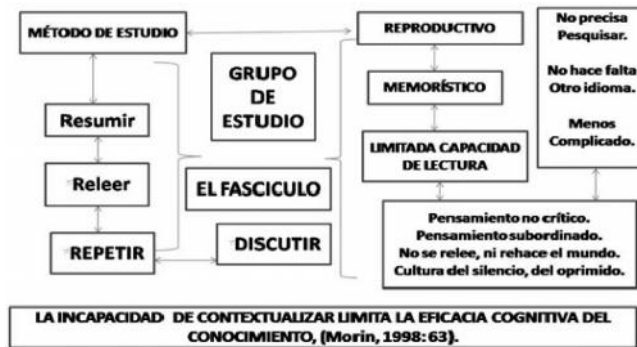 MÉTODO DE ESTUDIO
Resumir
Releer
REPETIR
DISCUTIR
GRUPO
DE
ESTUDIO
EL FASCICULO
REPRODUCTIVO
MEMORÍSTICO
LIMITADA CAPACIDAD
DE LECTURA
No precisa
Pesquisar.
No hace falta
Otro idioma.
Menos
Complicado.
Pensamiento no crítico.
Pensamiento subordinado.
No se relee, ni rehace el mundo.
Cultura del silencio, del oprimido.
LA INCAPACIDAD DE CONTEXTUALIZAR LIMITA LA EFICACIA COGNITIVA DEL
CONOCIMIENTO, (Morin, 1998: 63).